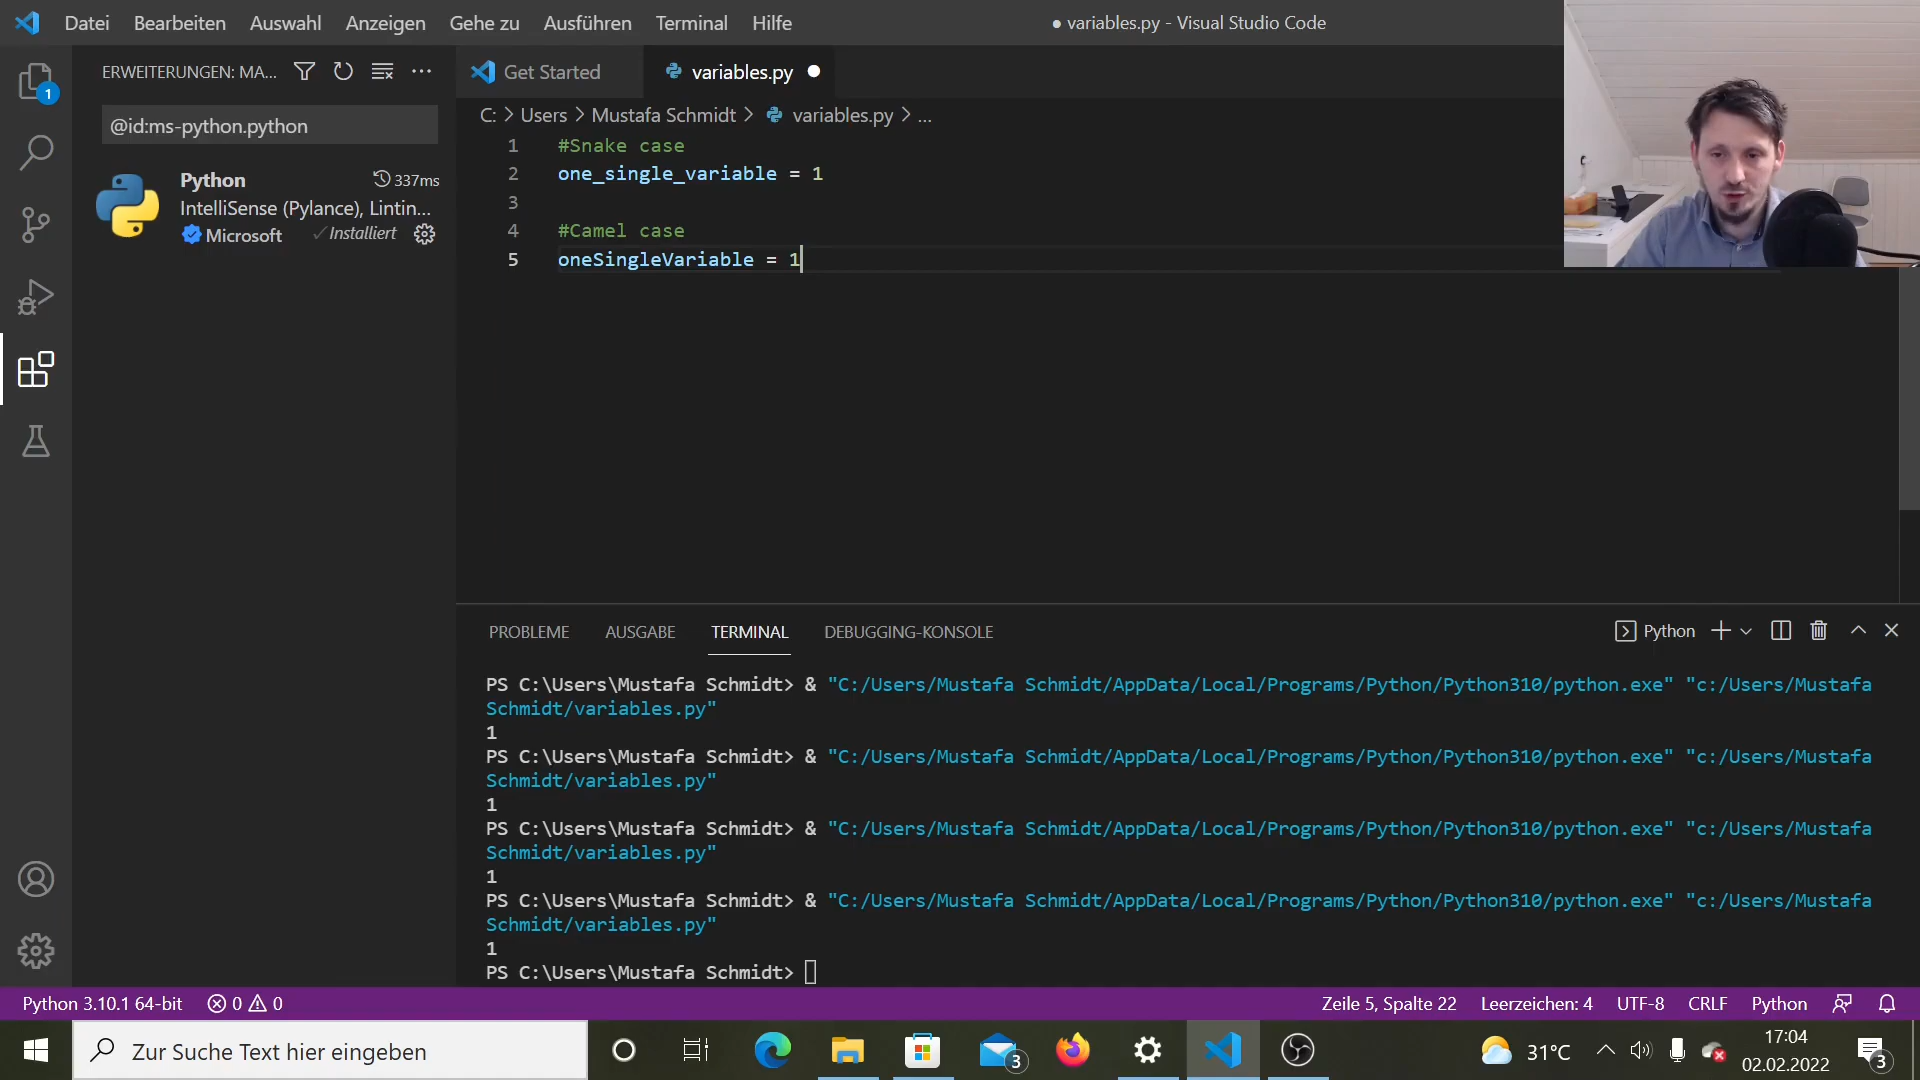 Datei Bearbeiten Auswahl Anzeigen Gehe zu Ausführen Terminal Hilfe
● variables.py - Visual Studio Code
ERWEITERUNGEN: MA...
Get Started
variables.py ●
1
@id:ms-python.python
C: > Users > Mustafa Schmidt > variables.py > ...
Python
337ms
IntelliSense (Pylance), Lintin...
Microsoft
✓Installiert
1 #Snake case
2 one_single_variable = 1
3
4 #Camel case
5 oneSingleVariable = 1
PROBLEME AUSGABE TERMINAL DEBUGGING-KONSOLE
Python
PS C:\Users\Mustafa Schmidt> & "C:/Users/Mustafa Schmidt/AppData/Local/Programs/Python/Python310/python.exe" "c:/Users/Mustafa
Schmidt/variables.py"
1
PS C:\Users\Mustafa Schmidt> & "C:/Users/Mustafa Schmidt/AppData/Local/Programs/Python/Python310/python.exe" "c:/Users/Mustafa
Schmidt/variables.py"
1
PS C:\Users\Mustafa Schmidt> & "C:/Users/Mustafa Schmidt/AppData/Local/Programs/Python/Python310/python.exe" "c:/Users/Mustafa
Schmidt/variables.py"
1
PS C:\Users\Mustafa Schmidt> & "C:/Users/Mustafa Schmidt/AppData/Local/Programs/Python/Python310/python.exe" "c:/Users/Mustafa
Schmidt/variables.py"
1
PS C:\Users\Mustafa Schmidt>
Python 3.10.1 64-bit 0 0
Zeile 5, Spalte 22 Leerzeichen: 4 UTF-8 CRLF Python
Zur Suche Text hier eingeben
3
31°C
17:04
02.02.2022
3